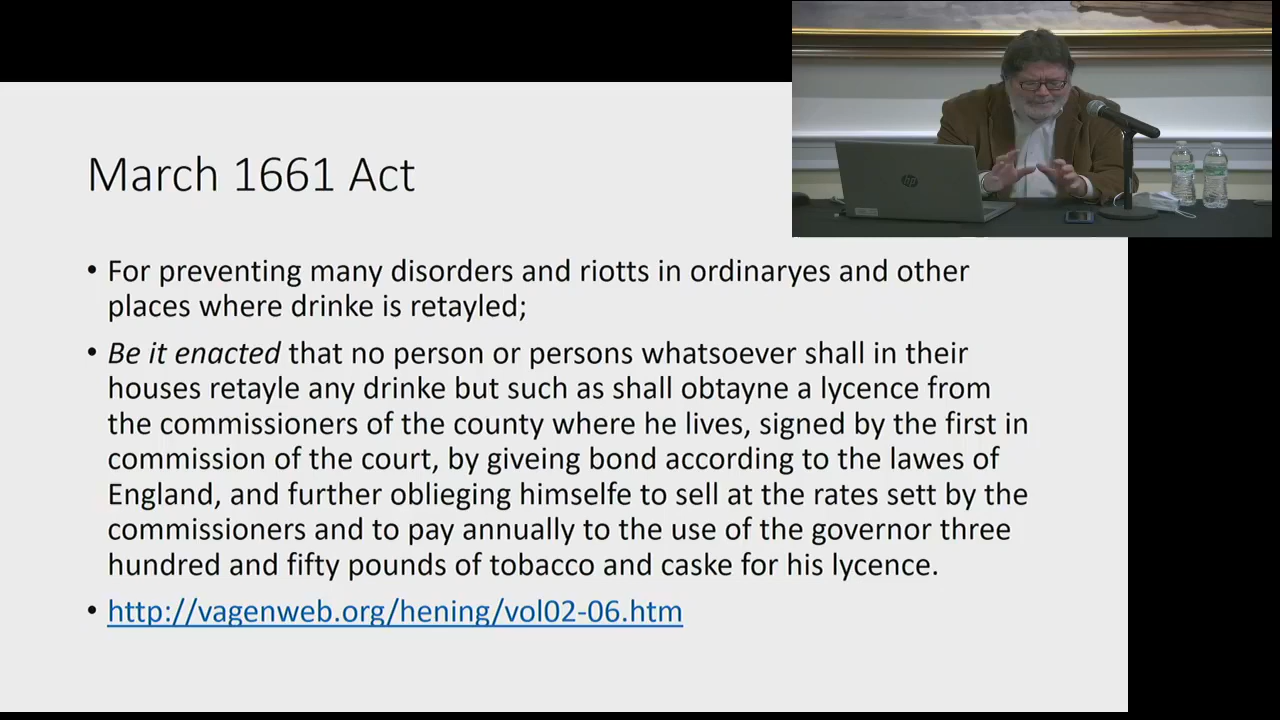 March 1661 Act
• For preventing many disorders and riotts in ordinaryes and other
places where drinke is retayled;
• Be it enacted that no person or persons whatsoever shall in their
houses retayle any drinke but such as shall obtayne a lycence from
the commissioners of the county where he lives, signed by the first in
commission of the court, by giveing bond according to the lawes of
England, and further oblieging himselfe to sell at the rates sett by the
commissioners and to pay annually to the use of the governor three
hundred and fifty pounds of tobacco and caske for his lycence.
• http://vagenweb.org/hening/vol02-06.htm
hp